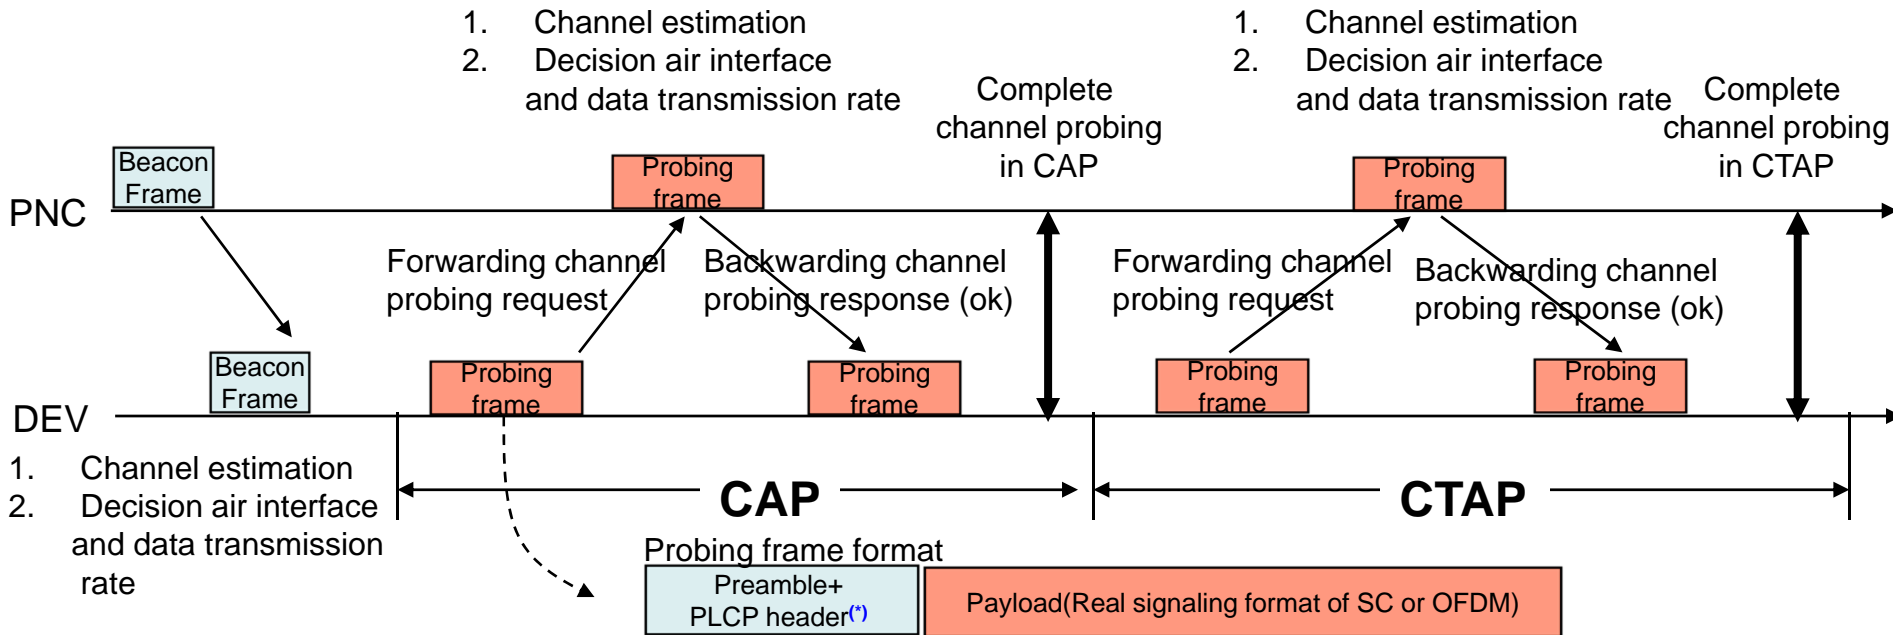 1. Channel estimation
2. Decision air interface
and data transmission rate
1. Channel estimation
2. Decision air interface
and data transmission rate
Complete
channel probing
in CAP
Complete
channel probing
in CTAP
Beacon
Frame
Probing
frame
Probing
frame
PNC
Forwarding channel
probing request
Backwarding channel
probing response (ok)
Forwarding channel
probing request
Backwarding channel
probing response (ok)
Beacon
Frame
Probing
frame
Probing
frame
Probing
frame
Probing
frame
DEV
1. Channel estimation
2. Decision air interface
and data transmission
rate
CAP
CTAP
Probing frame format
Preamble+
PLCP header(*)
Payload(Real signaling format of SC or OFDM)